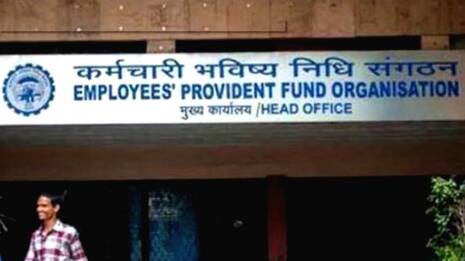 कर्मचारी भविष्य निधि संगठन
EMPLOYEES' PROVIDENT FUND ORGANISATION
मुख्य कार्यालय /HEAD OFFICE